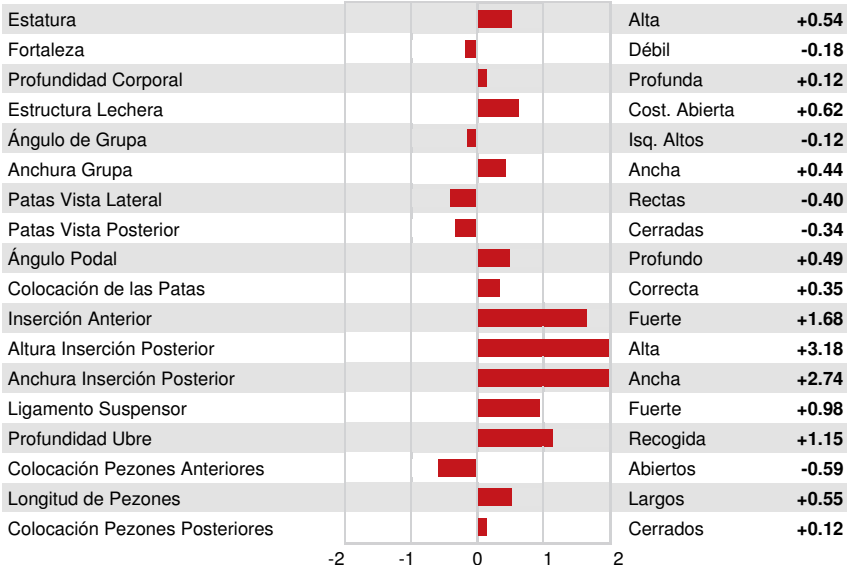 Estatura Alta +0.54
Fortaleza Débil -0.18
Profundidad Corporal Profunda +0.12
Estructura Lechera Cost. Abierta +0.62
Ángulo de Grupa Isq. Altos -0.12
Anchura Grupa Ancha +0.44
Patas Vista Lateral Rectas -0.40
Patas Vista Posterior Cerradas -0.34
Ángulo Podal Profundo +0.49
Colocación de las Patas Correcta +0.35
Inserción Anterior Fuerte +1.68
Altura Inserción Posterior Alta +3.18
Anchura Inserción Posterior Ancha +2.74
Ligamento Suspensor Fuerte +0.98
Profundidad Ubre Recogida +1.15
Colocación Pezones Anteriores Abiertos -0.59
Longitud de Pezones Largos +0.55
Colocación Pezones Posteriores Cerrados +0.12
-2 -1 0 1 2